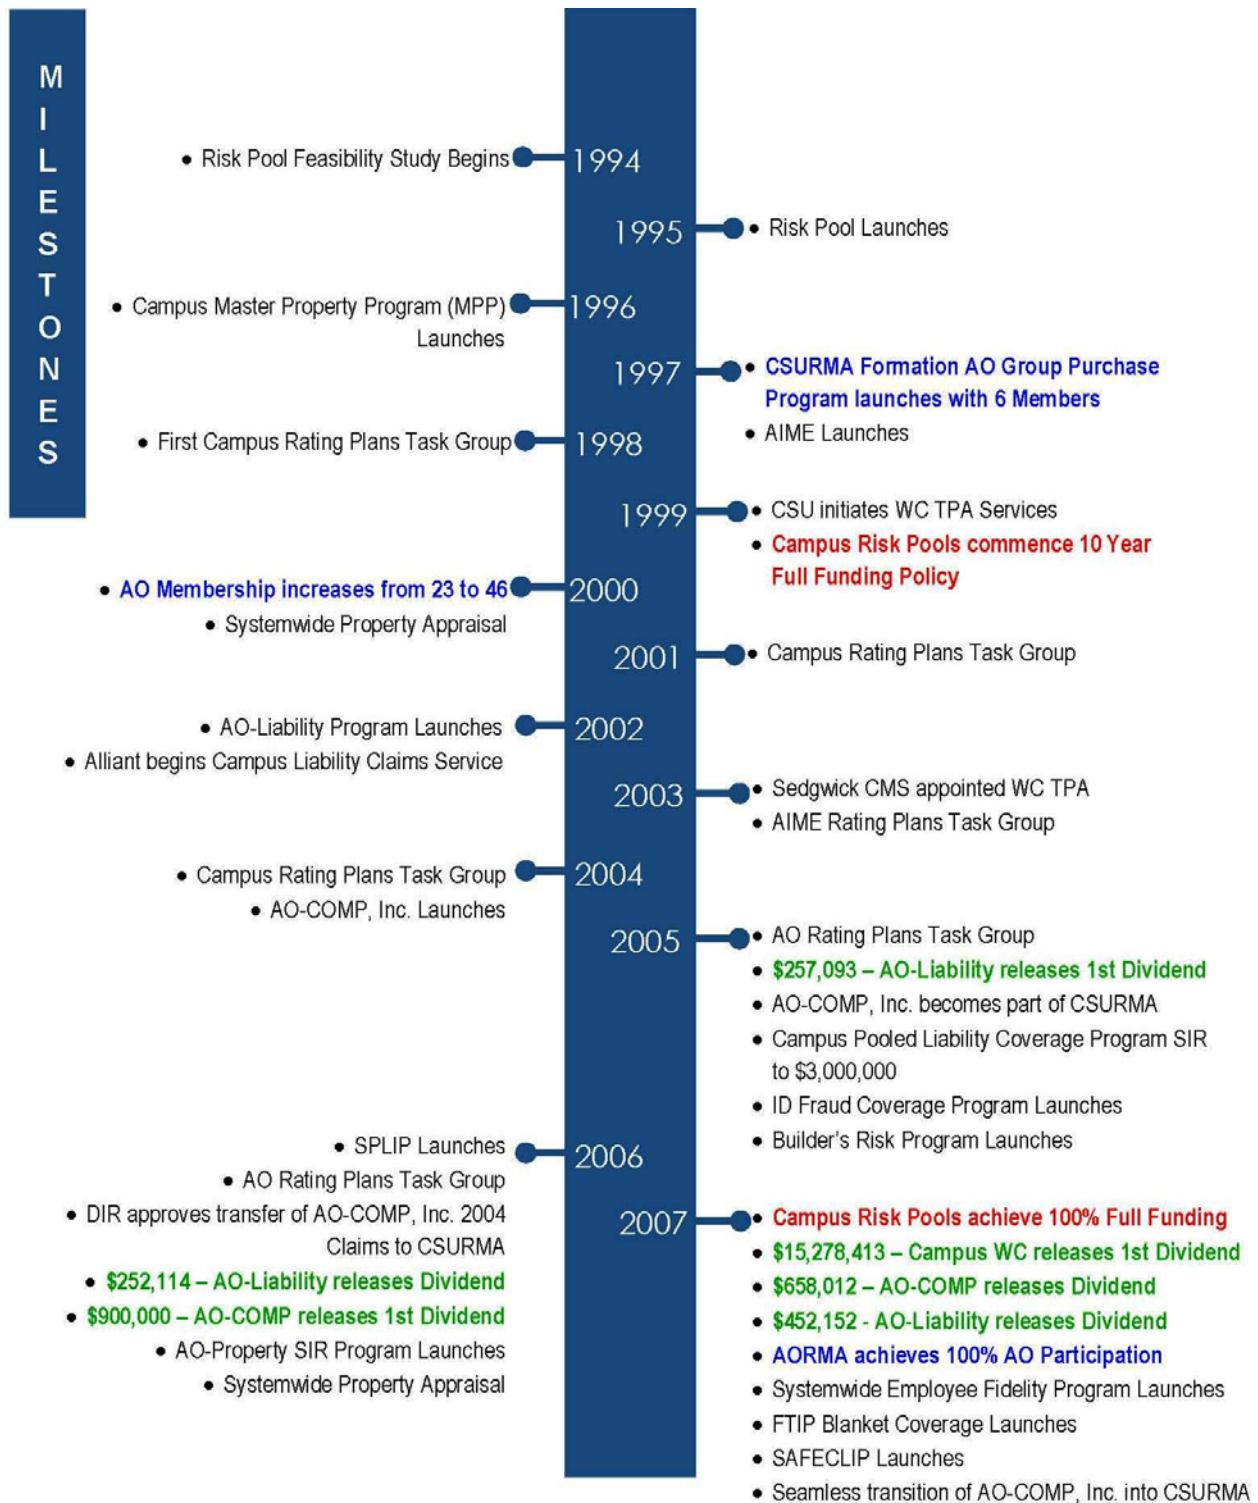 MILESTONES
• Risk Pool Feasibility Study Begins
1994
1995
• Risk Pool Launches
• Campus Master Property Program (MPP)
Launches
1996
1997
• CSURMA Formation AO Group Purchase
Program launches with 6 Members
• AIME Launches
• First Campus Rating Plans Task Group
1998
1999
• CSU initiates WC TPA Services
• Campus Risk Pools commence 10 Year
Full Funding Policy
• AO Membership increases from 23 to 46
• Systemwide Property Appraisal
2000
2001
• Campus Rating Plans Task Group
• AO-Liability Program Launches
• Alliant begins Campus Liability Claims Service
2002
2003
• Sedgwick CMS appointed WC TPA
• AIME Rating Plans Task Group
• Campus Rating Plans Task Group
• AO-COMP, Inc. Launches
2004
2005
• AO Rating Plans Task Group
• $257,093 – AO-Liability releases 1st Dividend
• AO-COMP, Inc. becomes part of CSURMA
• Campus Pooled Liability Coverage Program SIR
to $3,000,000
• ID Fraud Coverage Program Launches
• Builder's Risk Program Launches
• SPLIP Launches
• AO Rating Plans Task Group
• DIR approves transfer of AO-COMP, Inc. 2004
Claims to CSURMA
• $252,114 – AO-Liability releases Dividend
• $900,000 – AO-COMP releases 1st Dividend
• AO-Property SIR Program Launches
• Systemwide Property Appraisal
2006
2007
• Campus Risk Pools achieve 100% Full Funding
• $15,278,413 – Campus WC releases 1st Dividend
• $658,012 – AO-COMP releases Dividend
• $452,152 - AO-Liability releases Dividend
• AORMA achieves 100% AO Participation
• Systemwide Employee Fidelity Program Launches
• FTIP Blanket Coverage Launches
• SAFECLIP Launches
• Seamless transition of AO-COMP, Inc. into CSURMA